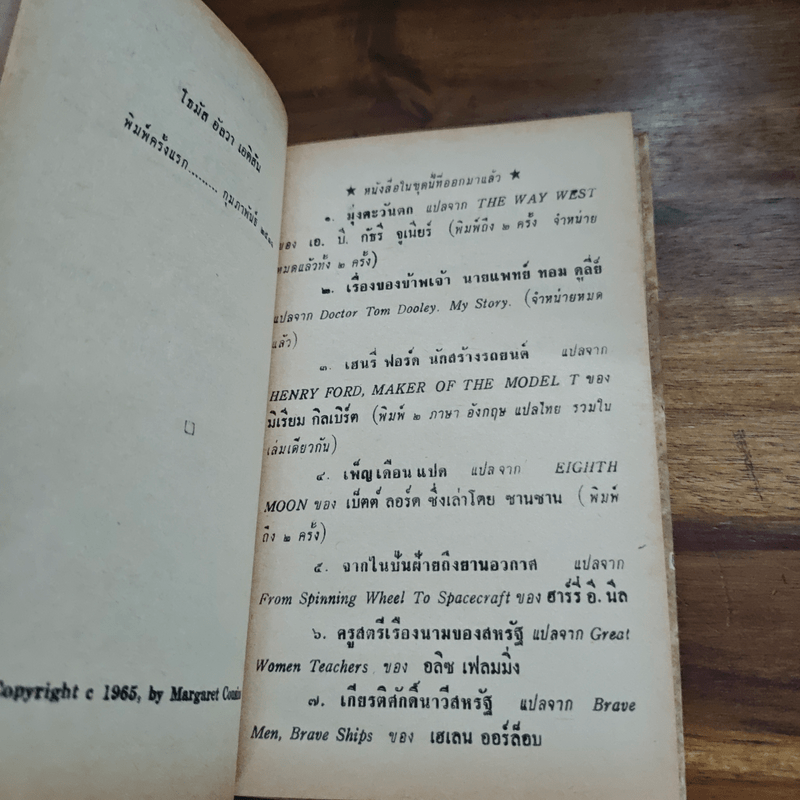 โธมัส อัลวา เอดิสัน
พิมพ์ครั้งแรก......... กุมภาพันธ์
Copyright c 1965, by Margaret
★ หนังสือในชุดนี้ที่ออกมาแล้ว ★
๑. มุ่งตะวันตก แปลจาก THE WAY WEST
ของ เอ. บี. กัธรี จูเนียร์ (พิมพ์ถึง ๒ ครั้ง จำหน่าย
หมดแล้วทั้ง ๒ ครั้ง)
๒. เรื่องของข้าพเจ้า นายแพทย์ ทอม ดูลีย์
แปลจาก Doctor Tom Dooley, My Story. (จำหน่ายหมด
แล้ว)
๓. เฮนรี่ ฟอร์ด นักสร้างรถยนต์ แปลจาก
HENRY FORD, MAKER OF THE MODEL T ของ
มิเรียม กิลเบิร์ต (พิมพ์ ๒ ภาษา อังกฤษ แปลไทย รวมใน
เล่มเดียวกัน)
๔. เพ็ญเดือนแปด แปลจาก EIGHTH
MOON ของ เบ็ตต์ ลอร์ด ซึ่งเล่าโดย ซานซาน (พิมพ์
ถึง ๒ ครั้ง)
๕. จากไนปั่นฝ้ายถึงยานอวกาศ แปลจาก
From Spinning Wheel To Spacecraft ของ ฮาร์รี่ อี. นีล
๖. ครูสตรีเรืองนามของสหรัฐ แปลจาก Great
Women Teachers ของ อลิซ เฟลมมิ่ง
๗. เกียรติศักดิ์นาวีสหรัฐ แปลจาก Brave
Men, Brave Ships ของ เฮเลน ออร์ล็อบ